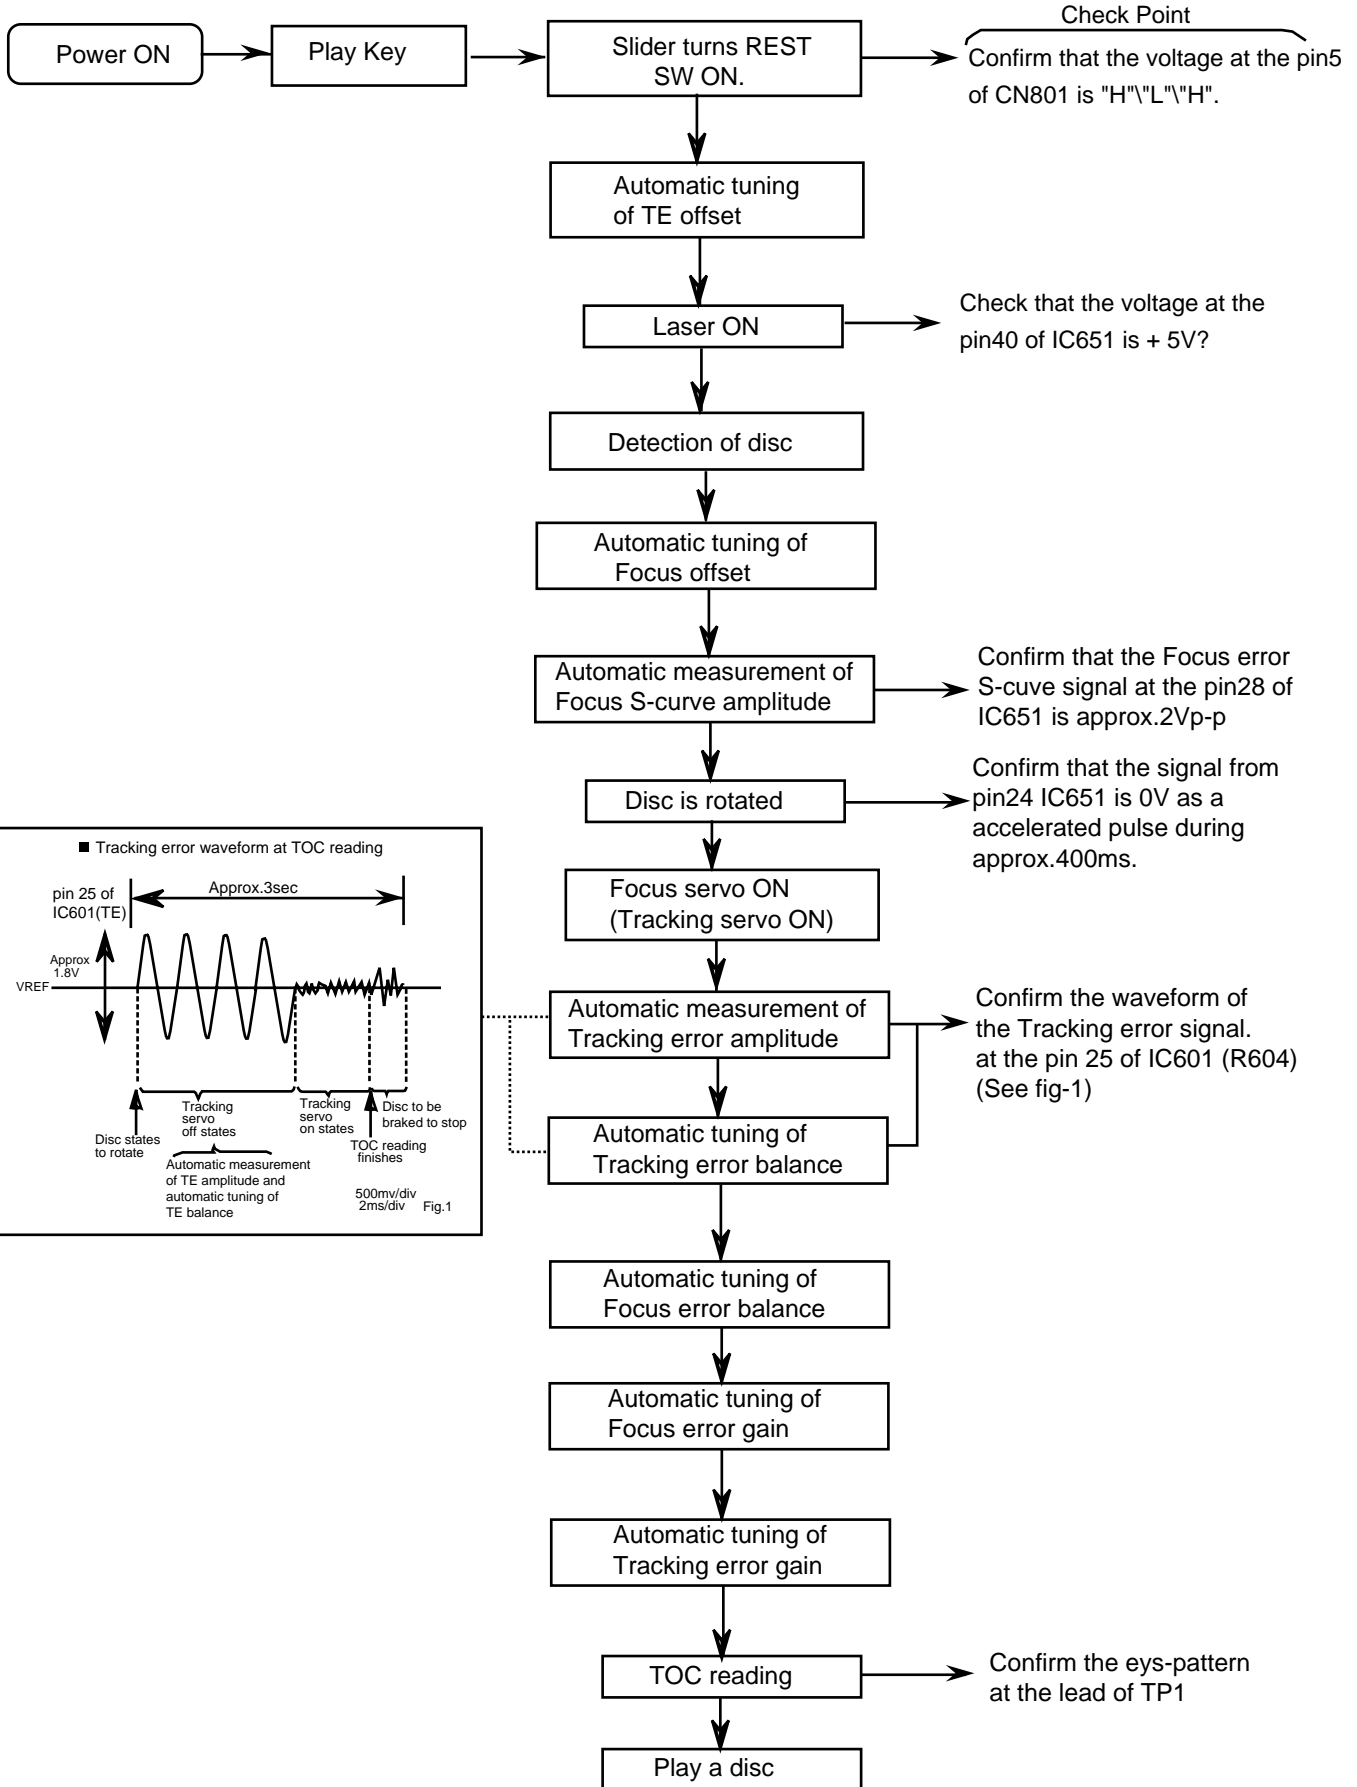 Check Point
Power ON
Play Key
Slider turns REST
SW ON.
Confirm that the voltage at the pin5
of CN801 is "H"\"L"\"H".
Automatic tuning
of TE offset
Laser ON
Check that the voltage at the
pin40 of IC651 is + 5V?
Detection of disc
Automatic tuning of
Focus offset
Automatic measurement of
Focus S-curve amplitude
Confirm that the Focus error
S-cuve signal at the pin28 of
IC651 is approx.2Vp-p
Disc is rotated
Confirm that the signal from
pin24 IC651 is 0V as a
accelerated pulse during
approx.400ms.
Focus servo ON
(Tracking servo ON)
■ Tracking error waveform at TOC reading
pin 25 of
IC601(TE)
Approx.3sec
Approx
1.8V
VREF
Disc states
to rotate
Tracking
servo
off states
Tracking
servo
on states
Disc to be
braked to stop
TOC reading
finishes
Automatic measurement
of TE amplitude and
automatic tuning of
TE balance
500mv/div
2ms/div
Fig.1
Automatic measurement of
Tracking error amplitude
Confirm the waveform of
the Tracking error signal.
at the pin 25 of IC601 (R604)
(See fig-1)
Automatic tuning of
Tracking error balance
Automatic tuning of
Focus error balance
Automatic tuning of
Focus error gain
Automatic tuning of
Tracking error gain
TOC reading
Confirm the eys-pattern
at the lead of TP1
Play a disc